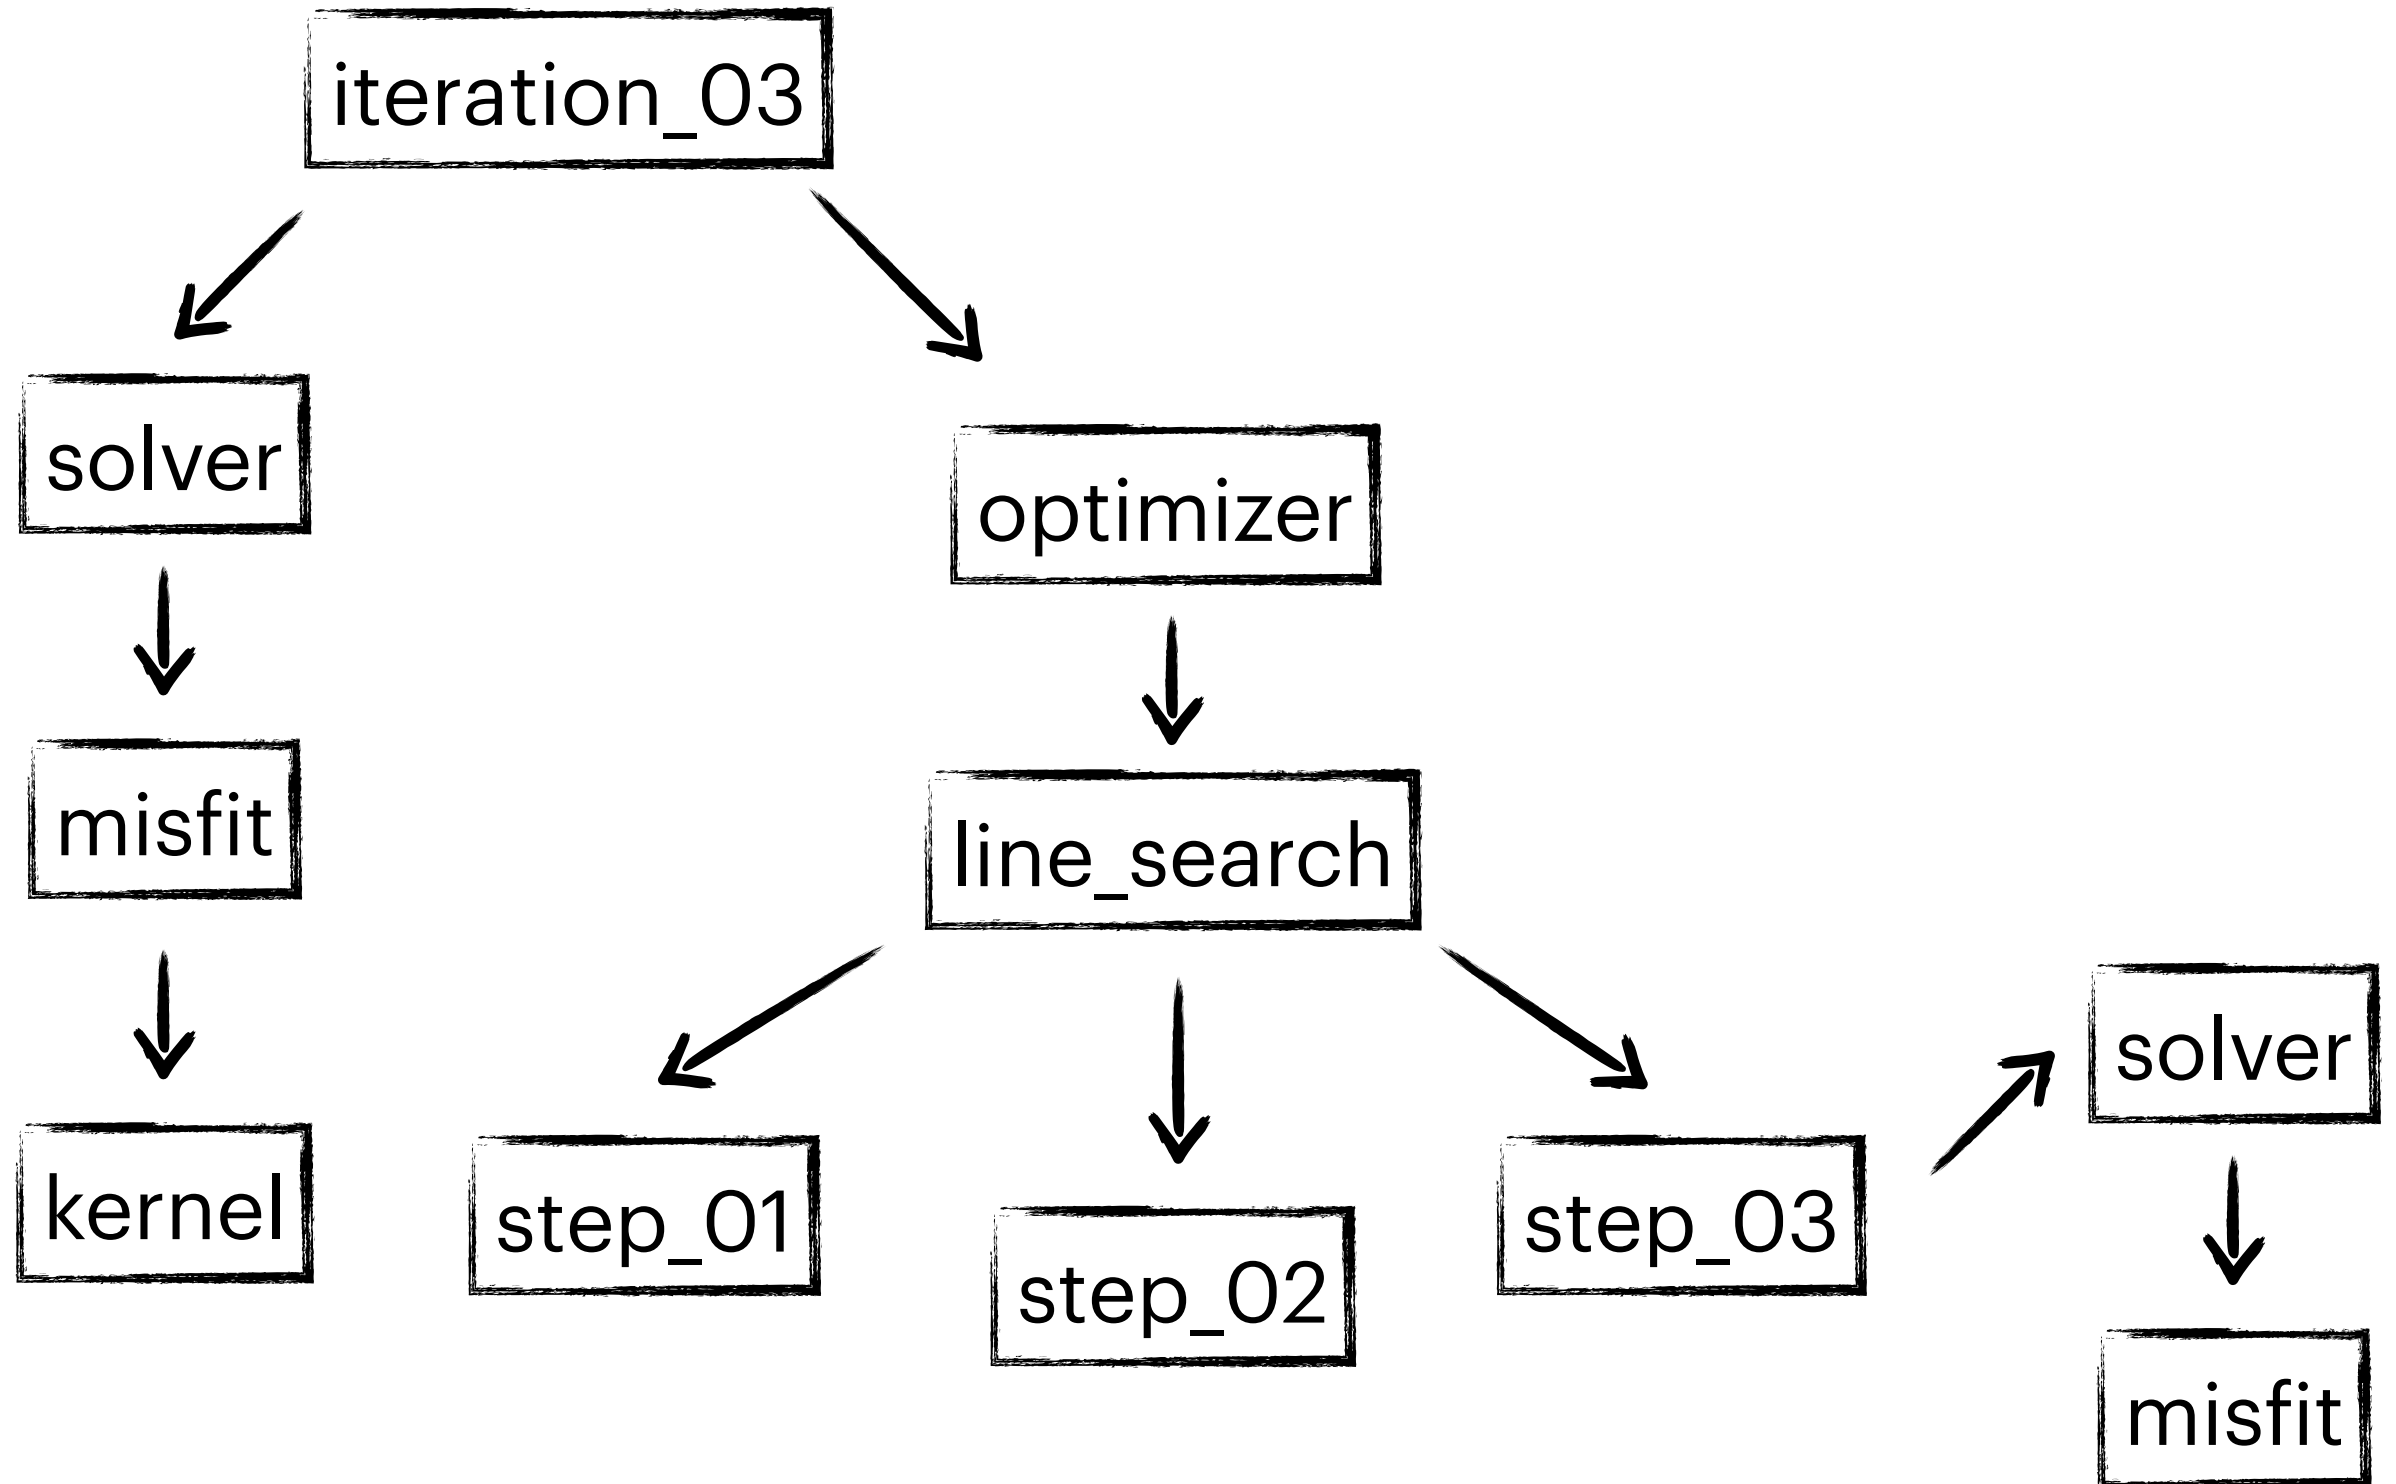 iteration_03
solver
optimizer
misfit
line_search
solver
kernel
step_01
step_02
step_03
misfit